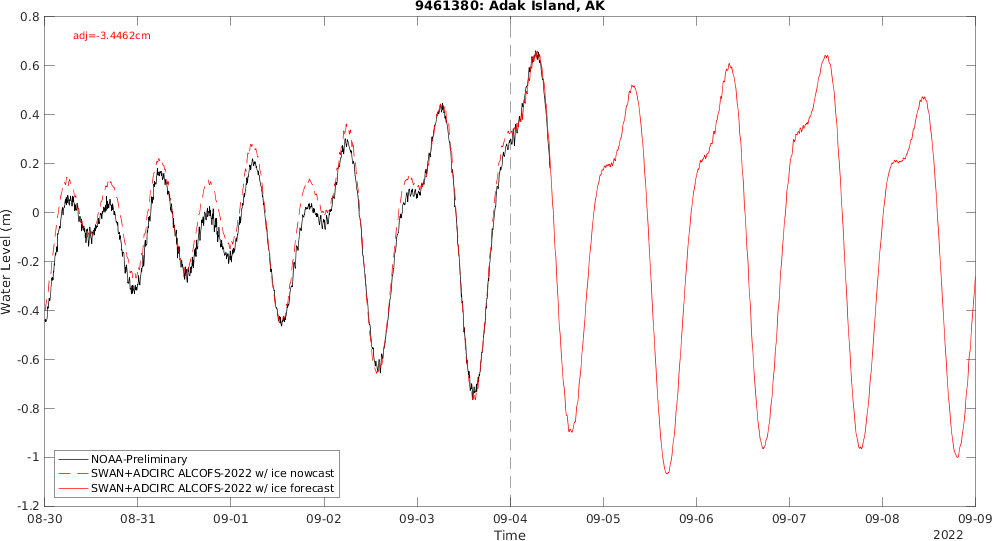 9461380: Adak Island, AK
adj=-3.4462cm
0.8
0.6
0.4
0.2
0
-0.2
-0.4
-0.6
-0.8
-1
-1.2
Water Level (m)
NOAA-Preliminary
SWAN+ADCIRC ALCOFS-2022 w/ ice nowcast
SWAN+ADCIRC ALCOFS-2022 w/ ice forecast
08-30 08-31 09-01 09-02 09-03 09-04 09-05 09-06 09-07 09-08 09-09
Time
2022